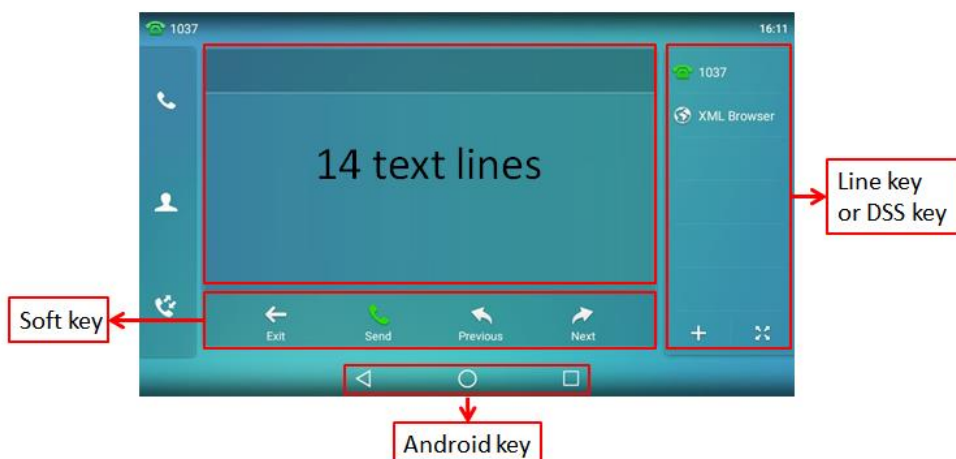 1037
16:11
1037
XML Browser
14 text lines
Line key
or DSS key
Soft key
Exit
Send
Previous
Next
Android key